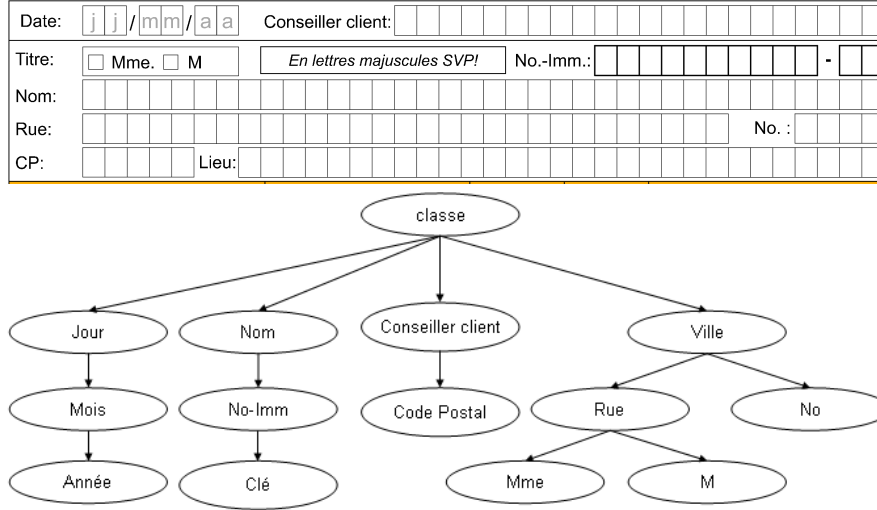 Date: j j / m m / a a Conseiller client:
Titre: Mme. M En lettres majuscules SVP! No.-Imm.: -
Nom:
Rue: No. :
CP: Lieu:
classe
Jour Nom Conseiller client Ville
Mois No-Imm Code Postal Rue No
Année Clé Mme M